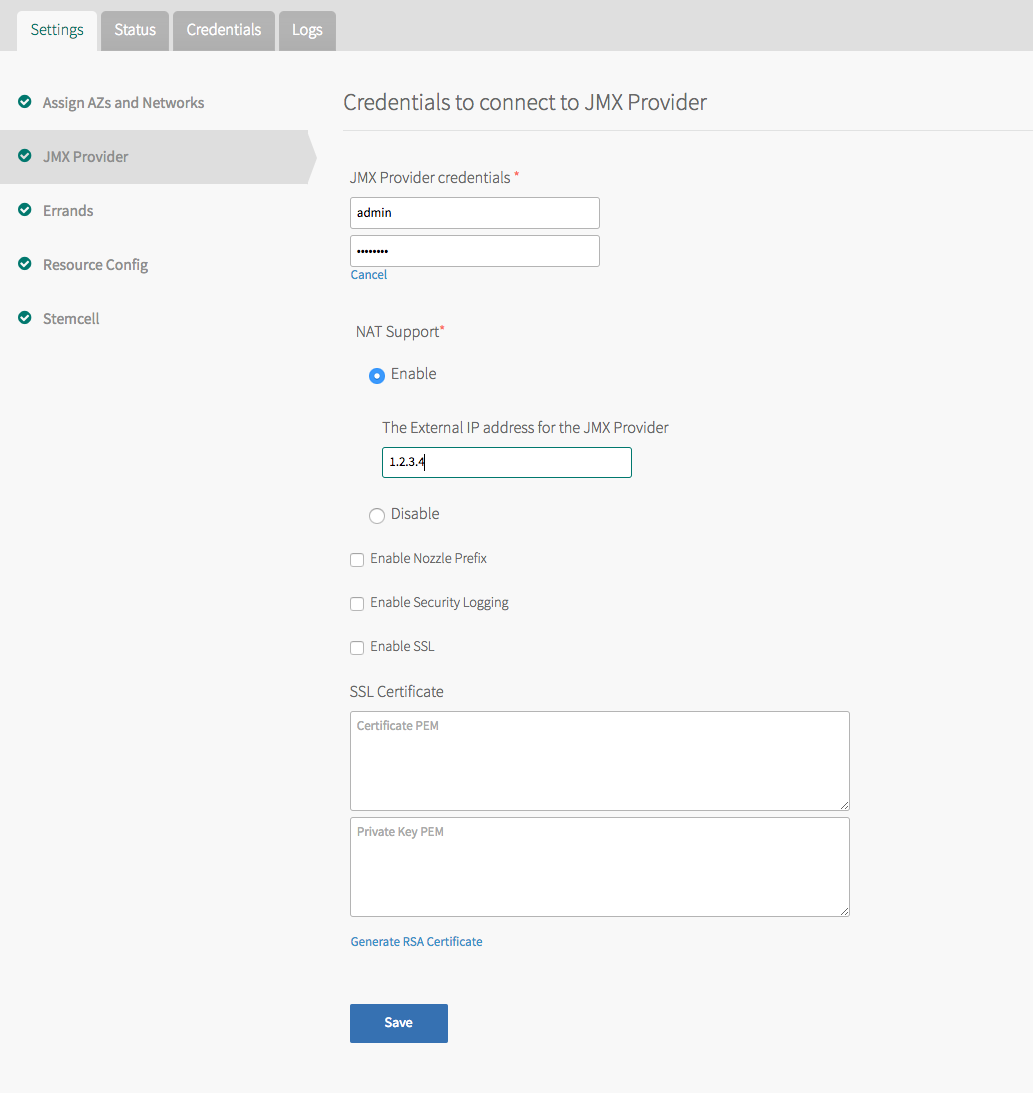 Settings Status Credentials Logs
Assign AZs and Networks
JMX Provider
Errands
Resource Config
Stemcell
Credentials to connect to JMX Provider
JMX Provider credentials *
admin
••••••••
Cancel
NAT Support*
Enable
The External IP address for the JMX Provider
1.2.3.4
Disable
Enable Nozzle Prefix
Enable Security Logging
Enable SSL
SSL Certificate
Certificate PEM
Private Key PEM
Generate RSA Certificate
Save